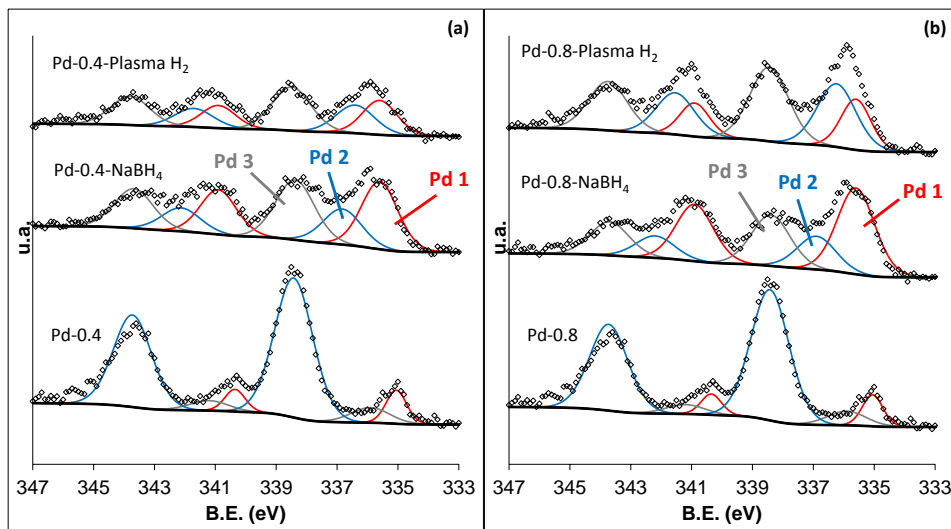 (a)
Pd-0.4-Plasma H₂
Pd-0.4-NaBH₄
Pd 3
Pd 2
Pd 1
Pd-0.4
u.a.
347 345 343 341 339 337 335 333
B.E. (eV)
(b)
Pd-0.8-Plasma H₂
Pd-0.8-NaBH₄
Pd 3
Pd 2
Pd 1
Pd-0.8
u.a.
347 345 343 341 339 337 335 333
B.E. (eV)